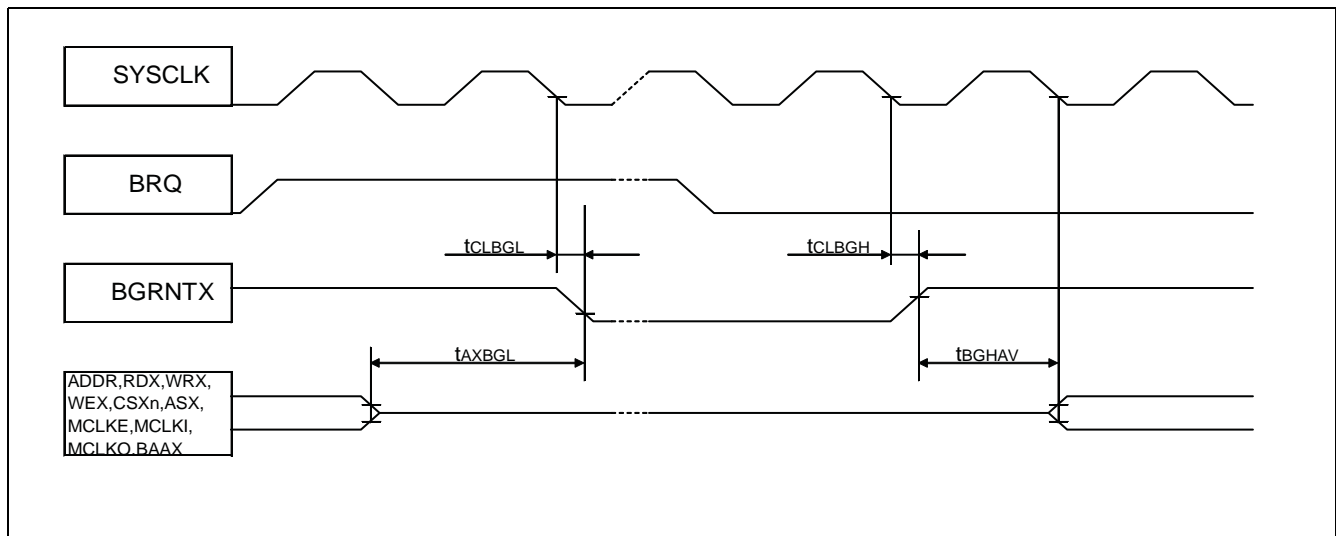 SYSCLK
BRQ
tCLBGL
tCLBGH
BGRNTX
tAXBGL
tBGHAV
ADDR,RDX,WRX,
WEX,CSXn,ASX,
MCLKE,MCLKI,
MCLKO,BAAX